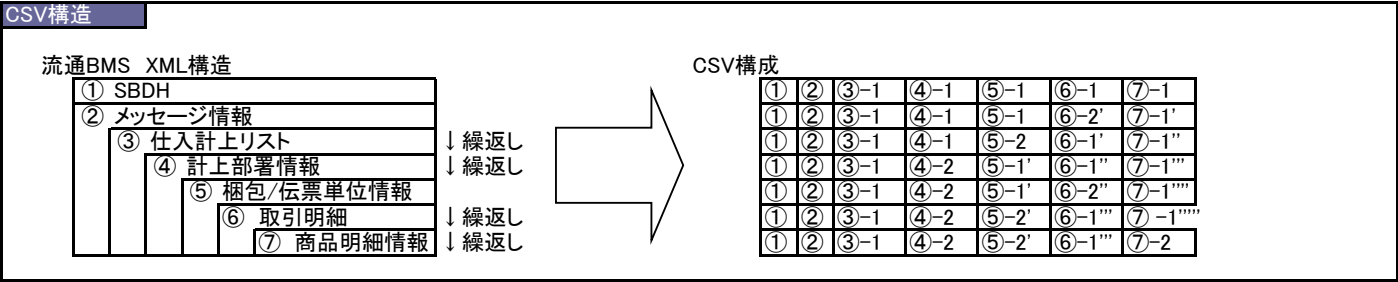 CSV構造
流通BMS XML構造
① SBDH
② メッセージ情報
③ 仕入計上リスト ↓繰返し
④ 計上部署情報 ↓繰返し
⑤ 梱包/伝票単位情報
⑥ 取引明細 ↓繰返し
⑦ 商品明細情報 ↓繰返し
CSV構成
① ② ③-1 ④-1 ⑤-1 ⑥-1 ⑦-1
① ② ③-1 ④-1 ⑤-1 ⑥-2' ⑦-1'
① ② ③-1 ④-1 ⑤-2 ⑥-1' ⑦-1''
① ② ③-1 ④-2 ⑤-1' ⑥-1'' ⑦-1'''
① ② ③-1 ④-2 ⑤-1' ⑥-2'' ⑦-1''''
① ② ③-1 ④-2 ⑤-2' ⑥-1''' ⑦ -1'''''
① ② ③-1 ④-2 ⑤-2' ⑥-1''' ⑦-2